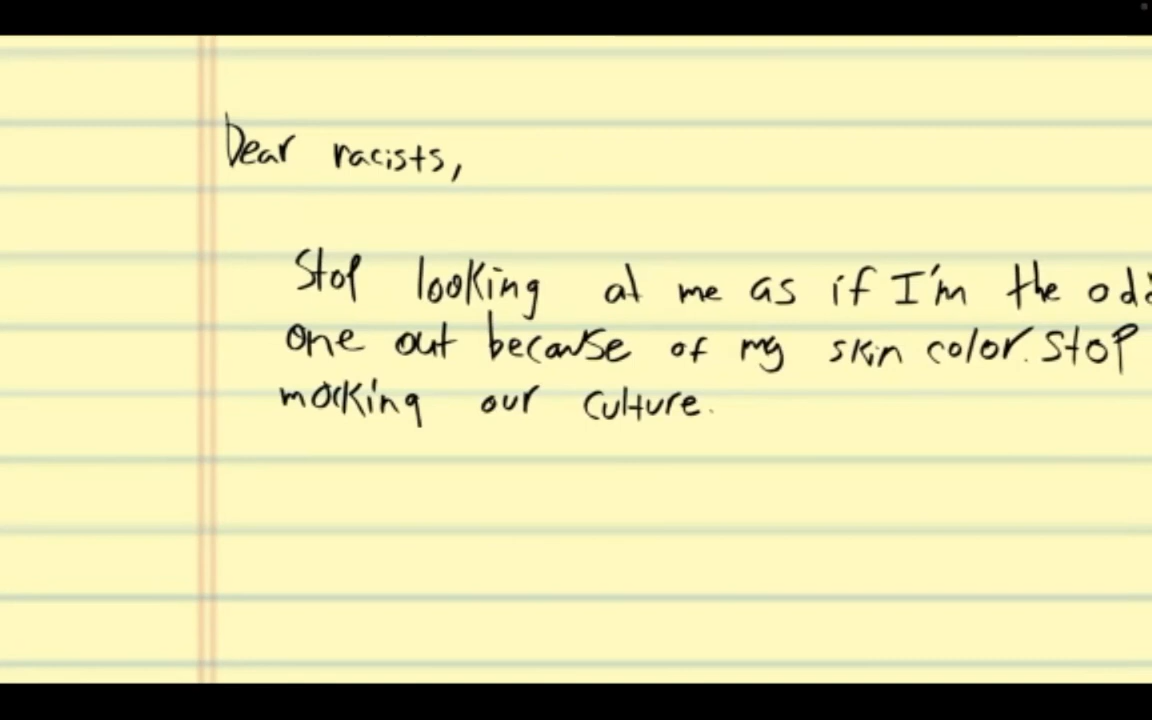 Dear racists,
Stop looking at me as if I'm the odd
one out because of my skin color. Stop
mocking our culture.